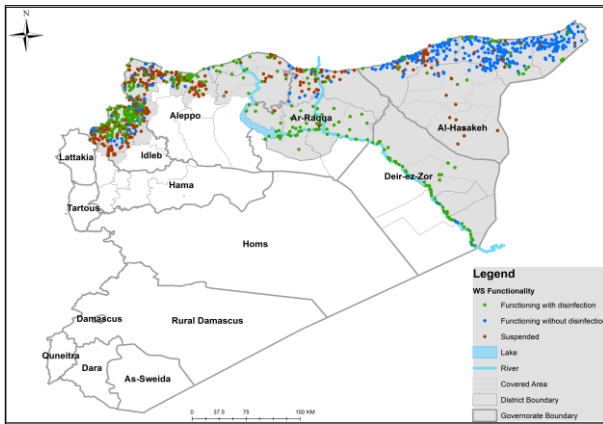 N
Aleppo
Ar-Raqqa
Al-Hasakeh
Lattakia
Idleb
Deir-ez-Zor
Hama
Tartous
Homs
Damascus
Rural Damascus
Quneitra
Dara
As-Sweida
0 37.5 75 150 KM
Legend
WS Functionality
Functioning with disinfection
Functioning without disinfection
Suspended
Lake
River
Covered Area
District Boundary
Governorate Boundary